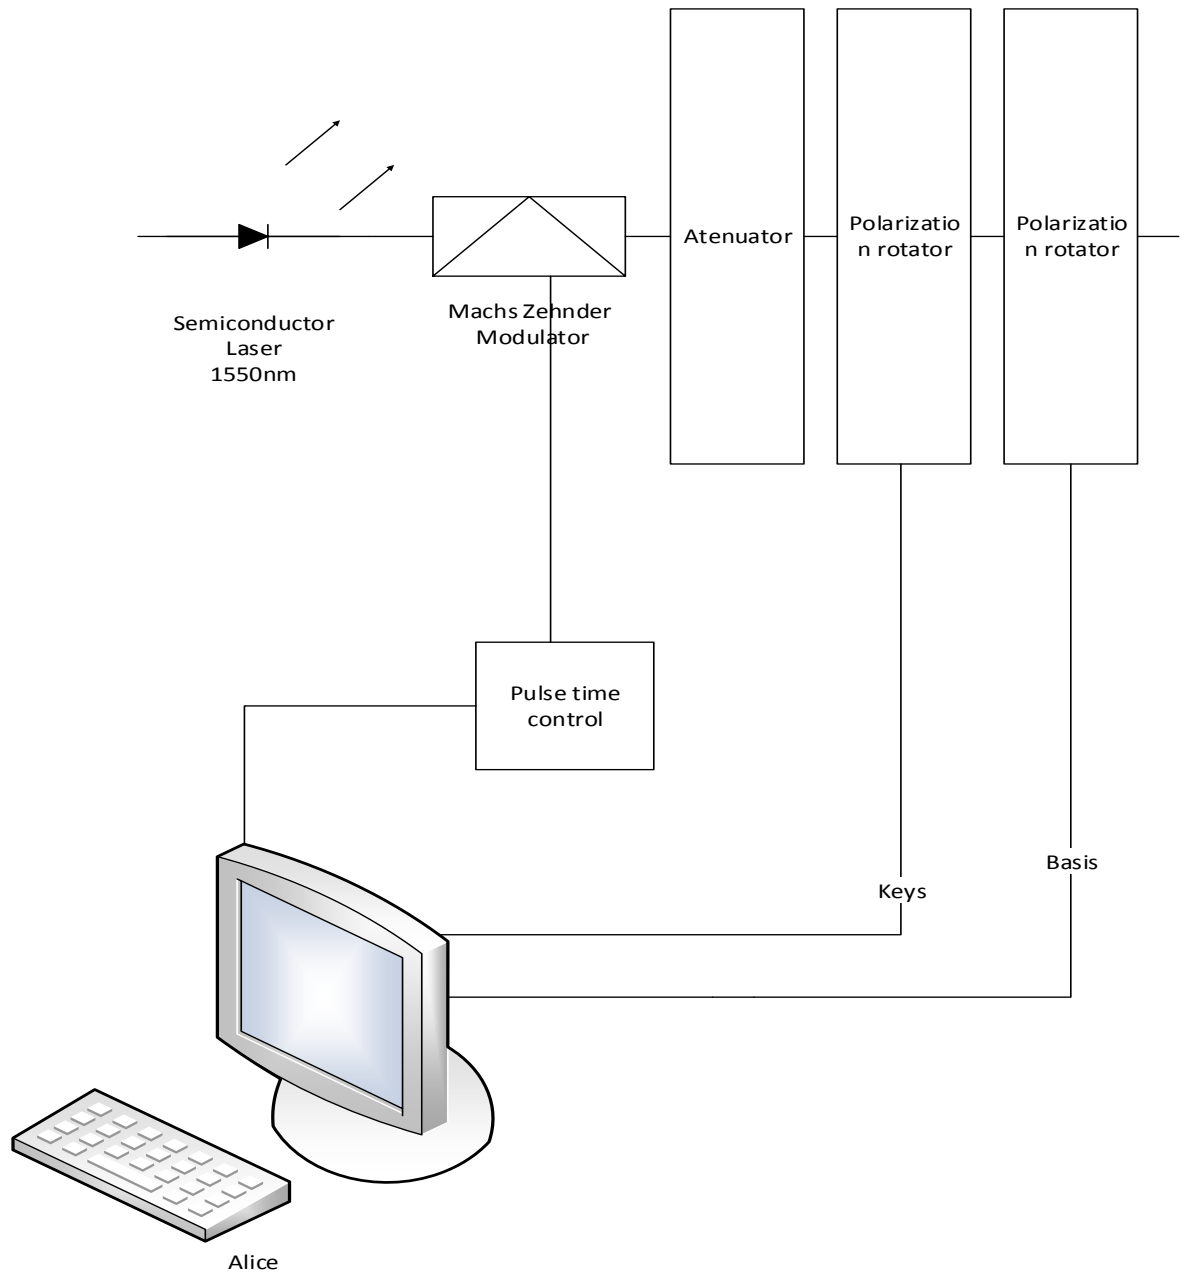 Atenuator
Polarizatio
n rotator
Polarizatio
n rotator
Machs Zehnder
Modulator
Semiconductor
Laser
1550nm
Pulse time
control
Basis
Keys
Alice